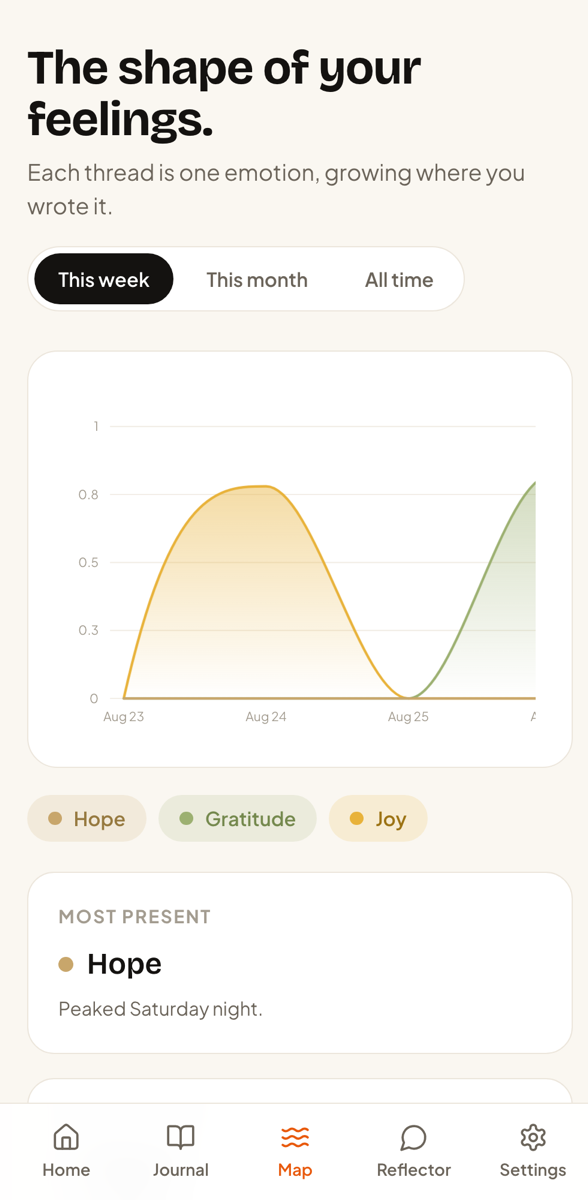 The shape of your
feelings.
Each thread is one emotion, growing where you
wrote it.
This week This month All time
1
0.8
0.5
0.3
0
Aug 23 Aug 24 Aug 25
Hope Gratitude Joy
MOST PRESENT
Hope
Peaked Saturday night.
Home Journal Map Reflector Settings